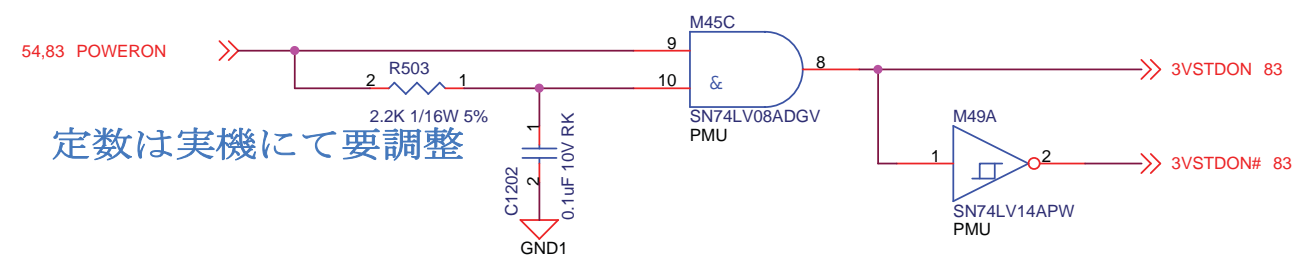 M45C
54,83 POWERON
9
8
3VSTDON 83
R503
2
1
10
&
2.2K 1/16W 5%
SN74LV08ADGV
PMU
定数は実機にて要調整
1
2
C1202
0.1uF 10V RK
GND1
M49A
1
2
3VSTDON# 83
SN74LV14APW
PMU